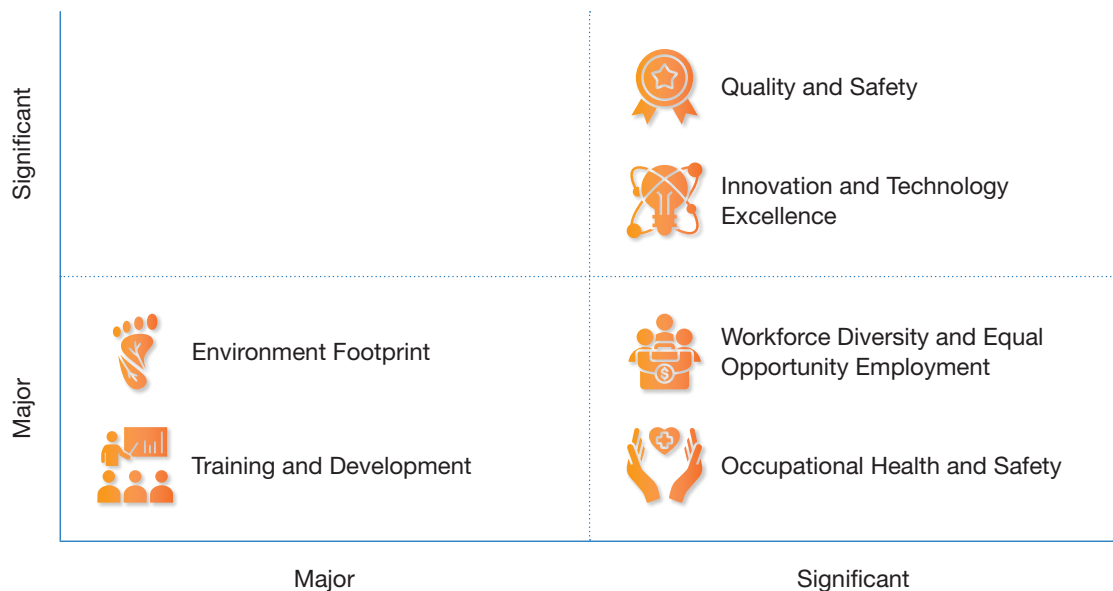 Significant
Quality and Safety
Innovation and Technology
Excellence
Major
Environment Footprint
Workforce Diversity and Equal
Opportunity Employment
Training and Development
Occupational Health and Safety
Major
Significant